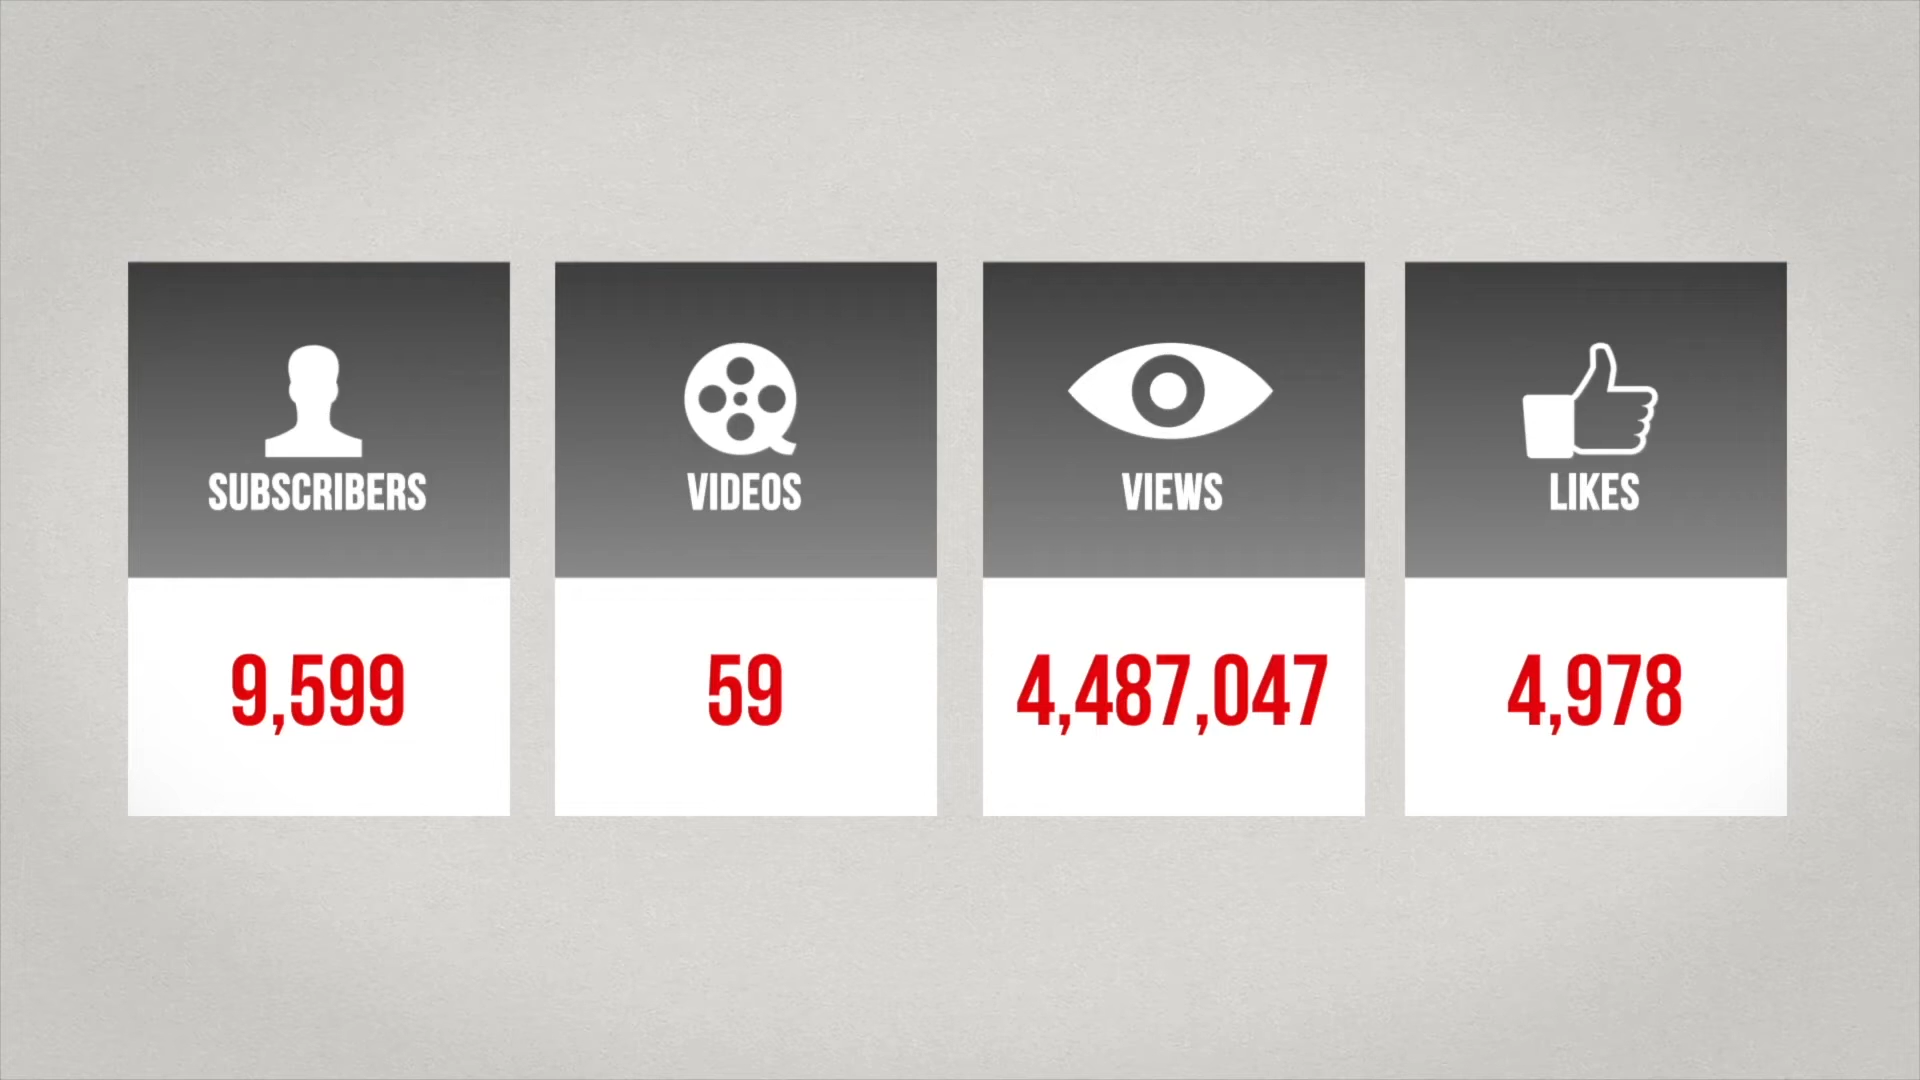 SUBSCRIBERS
9,599
VIDEOS
59
VIEWS
4,487,047
LIKES
4,978